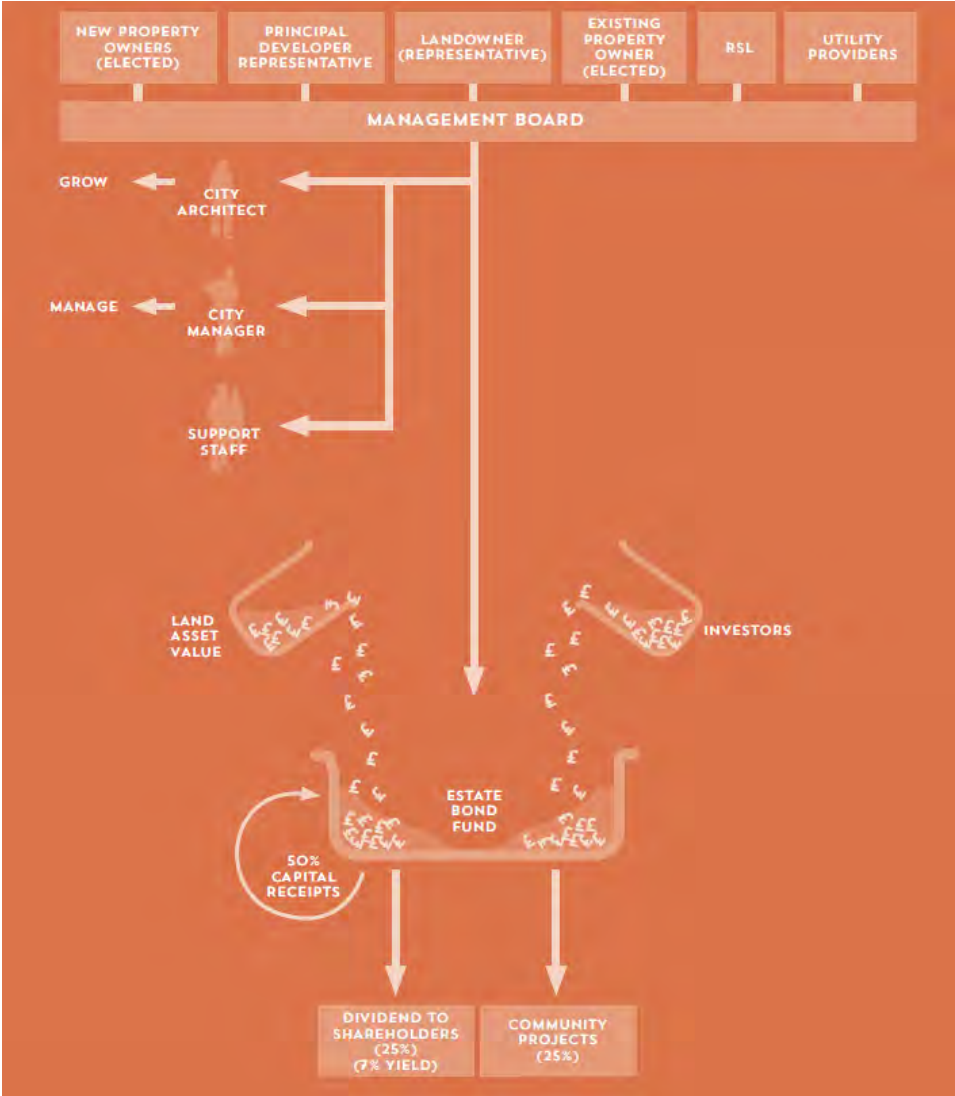 NEW PROPERTY
OWNERS
(ELECTED)
PRINCIPAL
DEVELOPER
REPRESENTATIVE
LANDOWNER
(REPRESENTATIVE)
EXISTING
PROPERTY
OWNER
(ELECTED)
RSL
UTILITY
PROVIDERS
MANAGEMENT BOARD
GROW
CITY
ARCHITECT
MANAGE
CITY
MANAGER
SUPPORT
STAFF
LAND
ASSET
VALUE
INVESTORS
ESTATE
BOND
FUND
50%
CAPITAL
RECEIPTS
DIVIDEND TO
SHAREHOLDERS
(25%)
(7% YIELD)
COMMUNITY
PROJECTS
(25%)